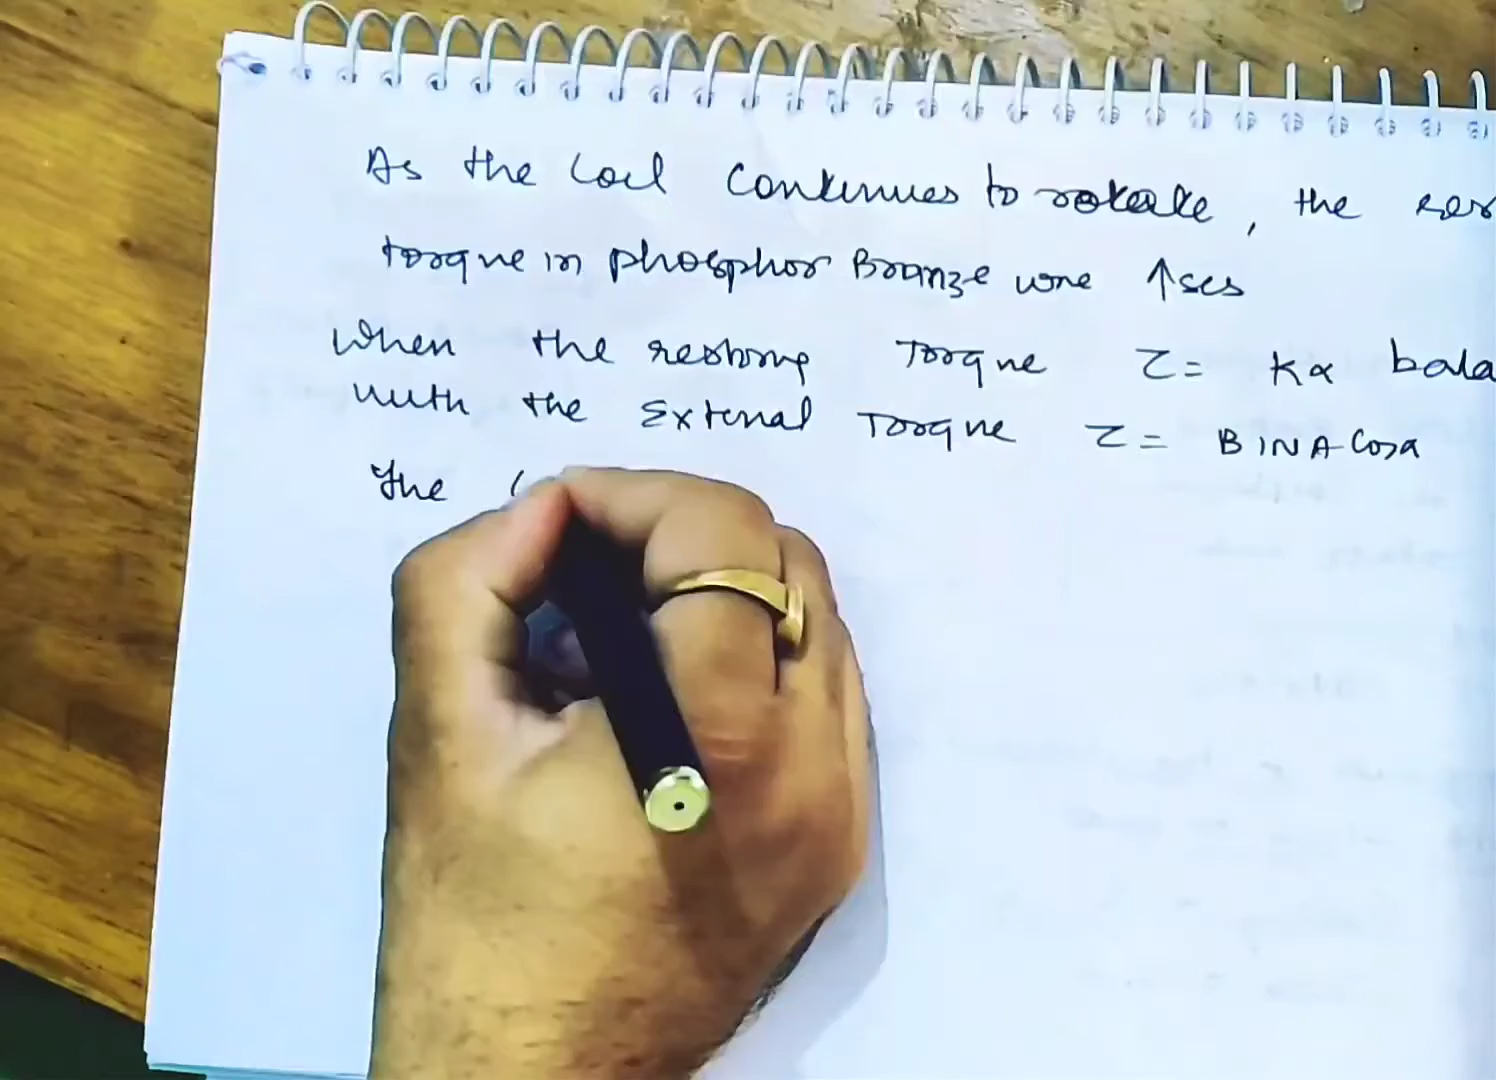 As the coil continues to rotate, the res
torque in phosphor Bronze wire ↑ses
When the restoring Torque τ = kα bala
with the External Torque τ = BINA Cosα
The